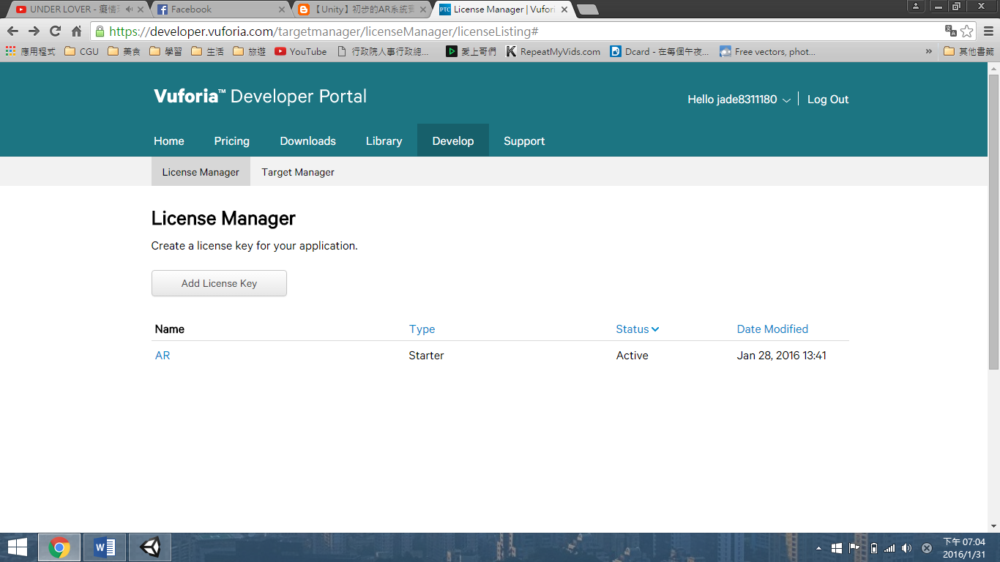 UNDER LOVER - 癡情
Facebook
【Unity】初步的AR系統實
PTC License Manager | Vufori
https://developer.vuforia.com/targetmanager/licenseManager/licenseListing#
應用程式 CGU 美食 學習 生活 旅遊 YouTube 行政院人事行政總... 愛上哥們 RepeatMyVids.com Dcard - 在每個午夜... Free vectors, phot... » 其他書籤
Vuforia™ Developer Portal
Hello jade8311180 Log Out
Home Pricing Downloads Library Develop Support
License Manager Target Manager
License Manager
Create a license key for your application.
Add License Key
Name Type Status Date Modified
AR Starter Active Jan 28, 2016 13:41
下午 07:04
2016/1/31